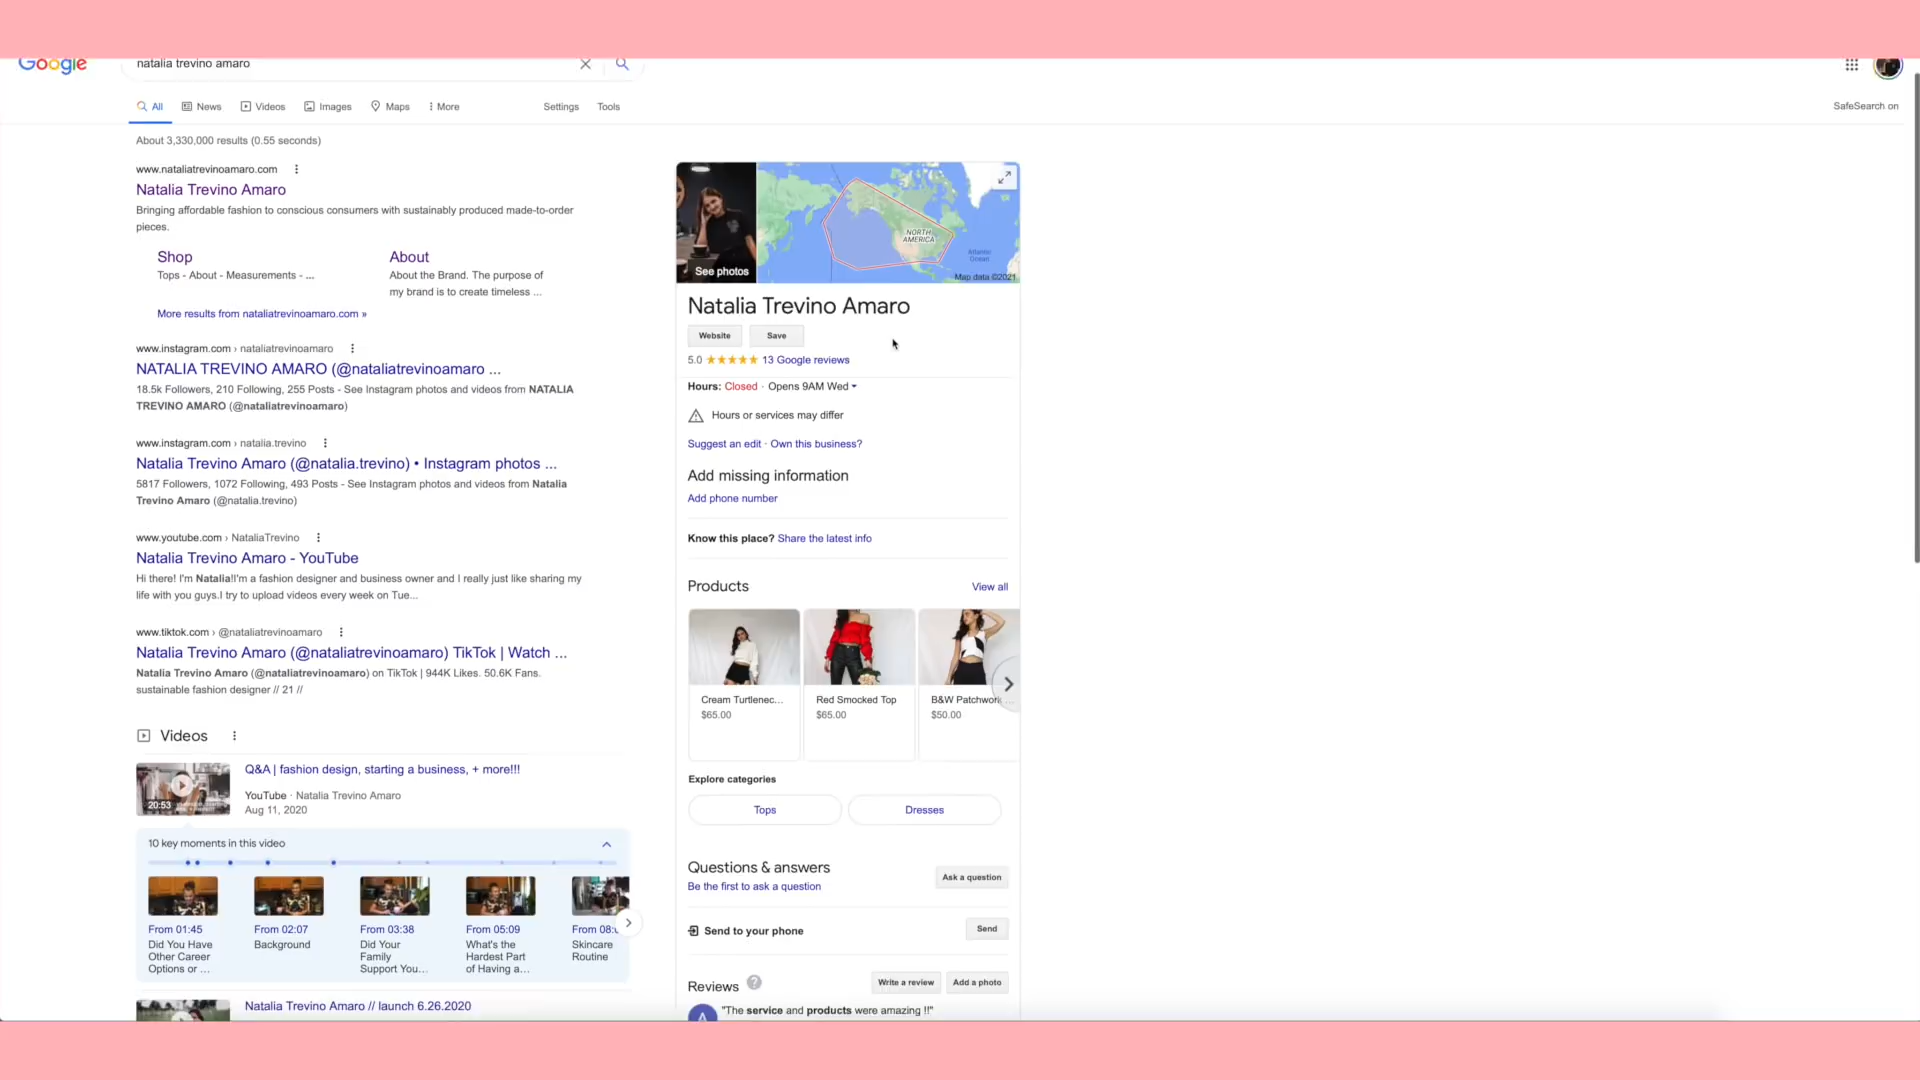 Google
natalia trevino amaro
All
News
Videos
Images
Maps
More
Settings
Tools
SafeSearch on
About 3,330,000 results (0.55 seconds)
www.nataliatrevinoamaro.com
Natalia Trevino Amaro
Bringing affordable fashion to conscious consumers with sustainably produced made-to-order
pieces.
Shop
Tops - About - Measurements - ...
About
About the Brand. The purpose of
my brand is to create timeless ...
More results from nataliatrevinoamaro.com »
www.instagram.com › nataliatrevinoamaro
NATALIA TREVINO AMARO (@nataliatrevinoamaro ...
18.5k Followers, 210 Following, 255 Posts - See Instagram photos and videos from NATALIA
TREVINO AMARO (@nataliatrevinoamaro)
www.instagram.com › natalia.trevino
Natalia Trevino Amaro (@natalia.trevino) • Instagram photos ...
5817 Followers, 1072 Following, 493 Posts - See Instagram photos and videos from Natalia
Trevino Amaro (@natalia.trevino)
www.youtube.com › NataliaTrevino
Natalia Trevino Amaro - YouTube
Hi there! I'm Natalia!I'm a fashion designer and business owner and I really just like sharing my
life with you guys.I try to upload videos every week on Tue...
www.tiktok.com › @nataliatrevinoamaro
Natalia Trevino Amaro (@nataliatrevinoamaro) TikTok | Watch ...
Natalia Trevino Amaro (@nataliatrevinoamaro) on TikTok | 944K Likes. 50.6K Fans.
sustainable fashion designer // 21 //
Videos
20:53
Q&A | fashion design, starting a business, + more!!!
YouTube · Natalia Trevino Amaro
Aug 11, 2020
10 key moments in this video
From 01:45
Did You Have
Other Career
Options or ...
From 02:07
Background
From 03:38
Did Your
Family
Support You...
From 05:09
What's the
Hardest Part
of Having a...
From 08:
Skincare
Routine
Natalia Trevino Amaro // launch 6.26.2020
See photos
NORTH
AMERICA
Atlantic
Ocean
Map data ©2021
Natalia Trevino Amaro
Website
Save
5.0 ★★★★★ 13 Google reviews
Hours: Closed · Opens 9AM Wed
Hours or services may differ
Suggest an edit · Own this business?
Add missing information
Add phone number
Know this place? Share the latest info
Products
View all
Cream Turtlenec...
$65.00
Red Smocked Top
$65.00
B&W Patchwork ...
$50.00
Explore categories
Tops
Dresses
Questions & answers
Be the first to ask a question
Ask a question
Send to your phone
Send
Reviews
Write a review
Add a photo
A
"The service and products were amazing !!"